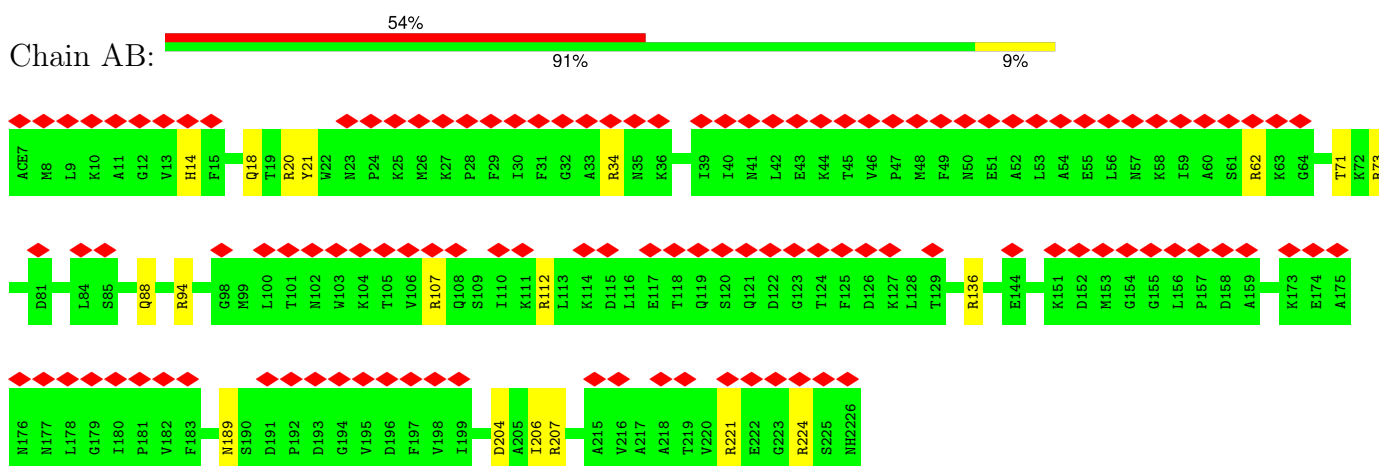 54%
Chain AB:
91% 9%
ACE7 M8 L9 K10 A11 G12 V13 H14 F15 Q18 T19 R20 Y21 W22 N23 P24 K25 M26 K27 P28 F29 I30 F31 G32 A33 R34 N35 K36 I39 I40 N41 L42 E43 K44 T45 V46 P47 M48 F49 N50 E51 A52 L53 A54 E55 L56 N57 K58 I59 A60 S61 R62 K63 G64 T71 K72 R73
D81 L84 S85 Q88 R94 G98 M99 L100 T101 N102 W103 K104 T105 V106 R107 Q108 S109 I110 K111 R112 L113 K114 D115 L116 E117 T118 Q119 S120 Q121 D122 G123 T124 F125 D126 K127 L128 T129 R136 E144 K151 D152 M153 G154 G155 L156 P157 D158 A159 K173 E174 A175
N176 N177 L178 G179 I180 P181 V182 F183 N189 S190 D191 P192 D193 G194 V195 D196 F197 V198 I199 D204 A205 I206 R207 A215 V216 A217 A218 T219 V220 R221 E222 G223 R224 S225 NH2226